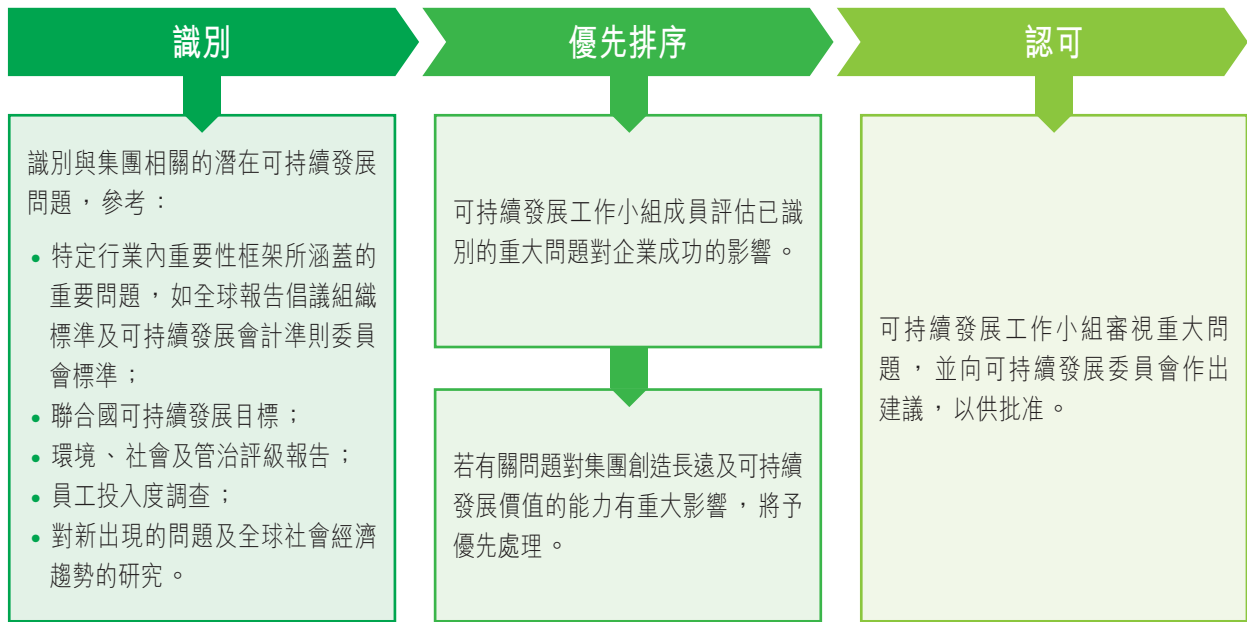 識別
識別與集團相關的潛在可持續發展
問題，參考：
• 特定行業內重要性框架所涵蓋的
重要問題，如全球報告倡議組織
標準及可持續發展會計準則委員
會標準；
• 聯合國可持續發展目標；
• 環境、社會及管治評級報告；
• 員工投入度調查；
• 對新出現的問題及全球社會經濟
趨勢的研究。
優先排序
可持續發展工作小組成員評估已識
別的重大問題對企業成功的影響。
若有關問題對集團創造長遠及可持續
發展價值的能力有重大影響，將予
優先處理。
認可
可持續發展工作小組審視重大問
題，並向可持續發展委員會作出
建議，以供批准。